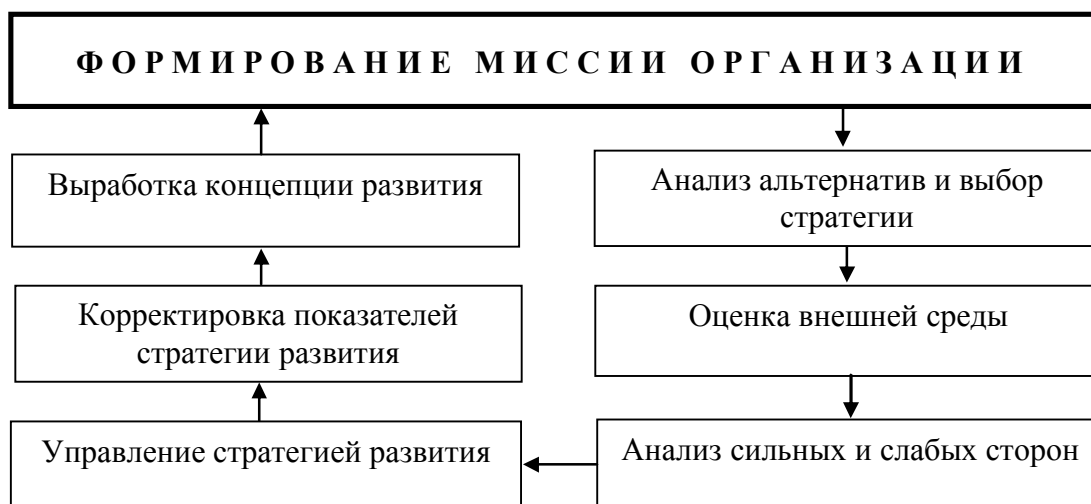 ФОРМИРОВАНИЕ МИССИИ ОРГАНИЗАЦИИ
Выработка концепции развития
Анализ альтернатив и выбор
стратегии
Корректировка показателей
стратегии развития
Оценка внешней среды
Управление стратегией развития
Анализ сильных и слабых сторон